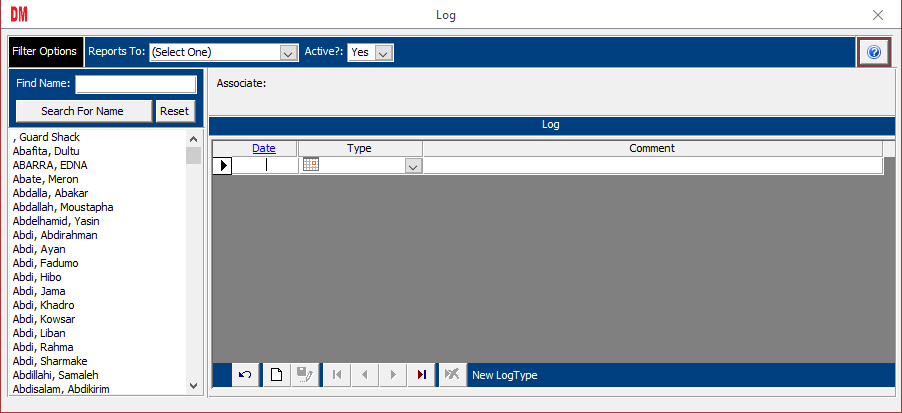 DM
Log
Filter Options
Reports To: (Select One) Active?: Yes
Find Name:
Search For Name Reset
, Guard Shack
Abafita, Dultu
ABARRA, EDNA
Abate, Meron
Abdalla, Abakar
Abdallah, Moustapha
Abdelhamid, Yasin
Abdi, Abdirahman
Abdi, Ayan
Abdi, Fadumo
Abdi, Hibo
Abdi, Jama
Abdi, Khadro
Abdi, Kowsar
Abdi, Liban
Abdi, Rahma
Abdi, Sharmake
Abdillahi, Samaleh
Abdisalam, Abdikirim
Associate:
Log
Date Type Comment
New LogType